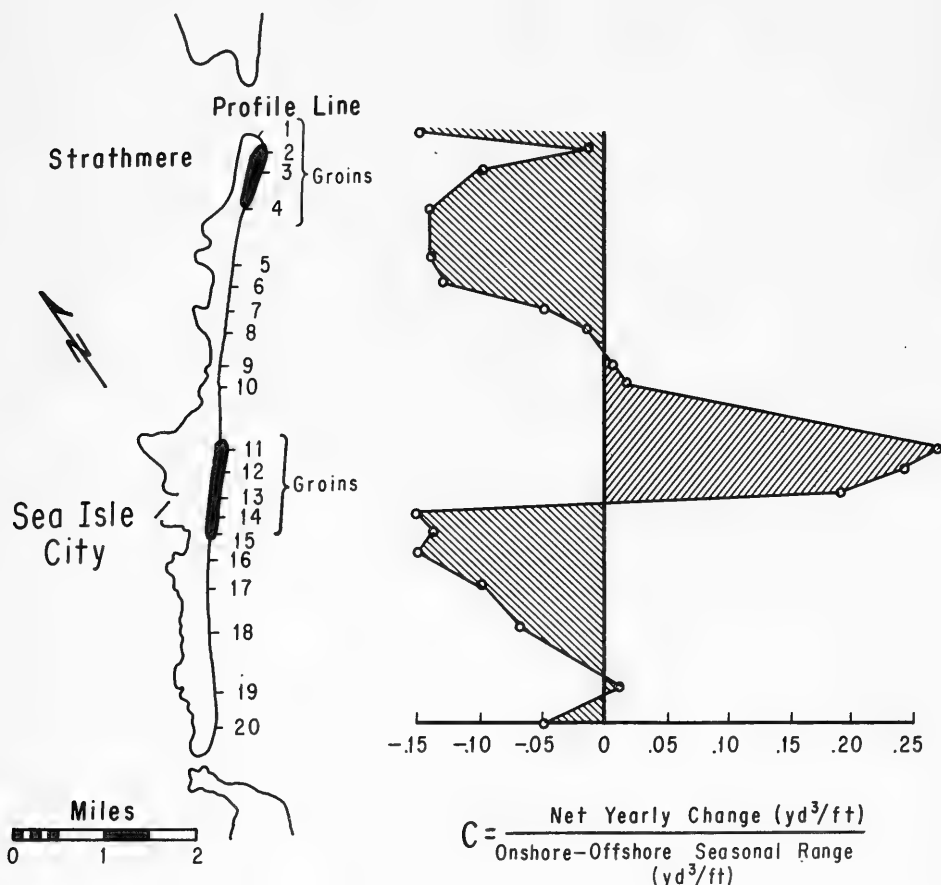 Profile Line
1
Strathmere
2
3
Groins
4
5
6
7
8
9
10
11
12
Groins
13
Sea Isle
City
14
15
16
17
18
19
20
-.15 -.10 -.05 0 .05 .10 .15 .20 .25
Miles
0 1 2
C = Net Yearly Change (yd³/ft)
Onshore-Offshore Seasonal Range
(yd³/ft)